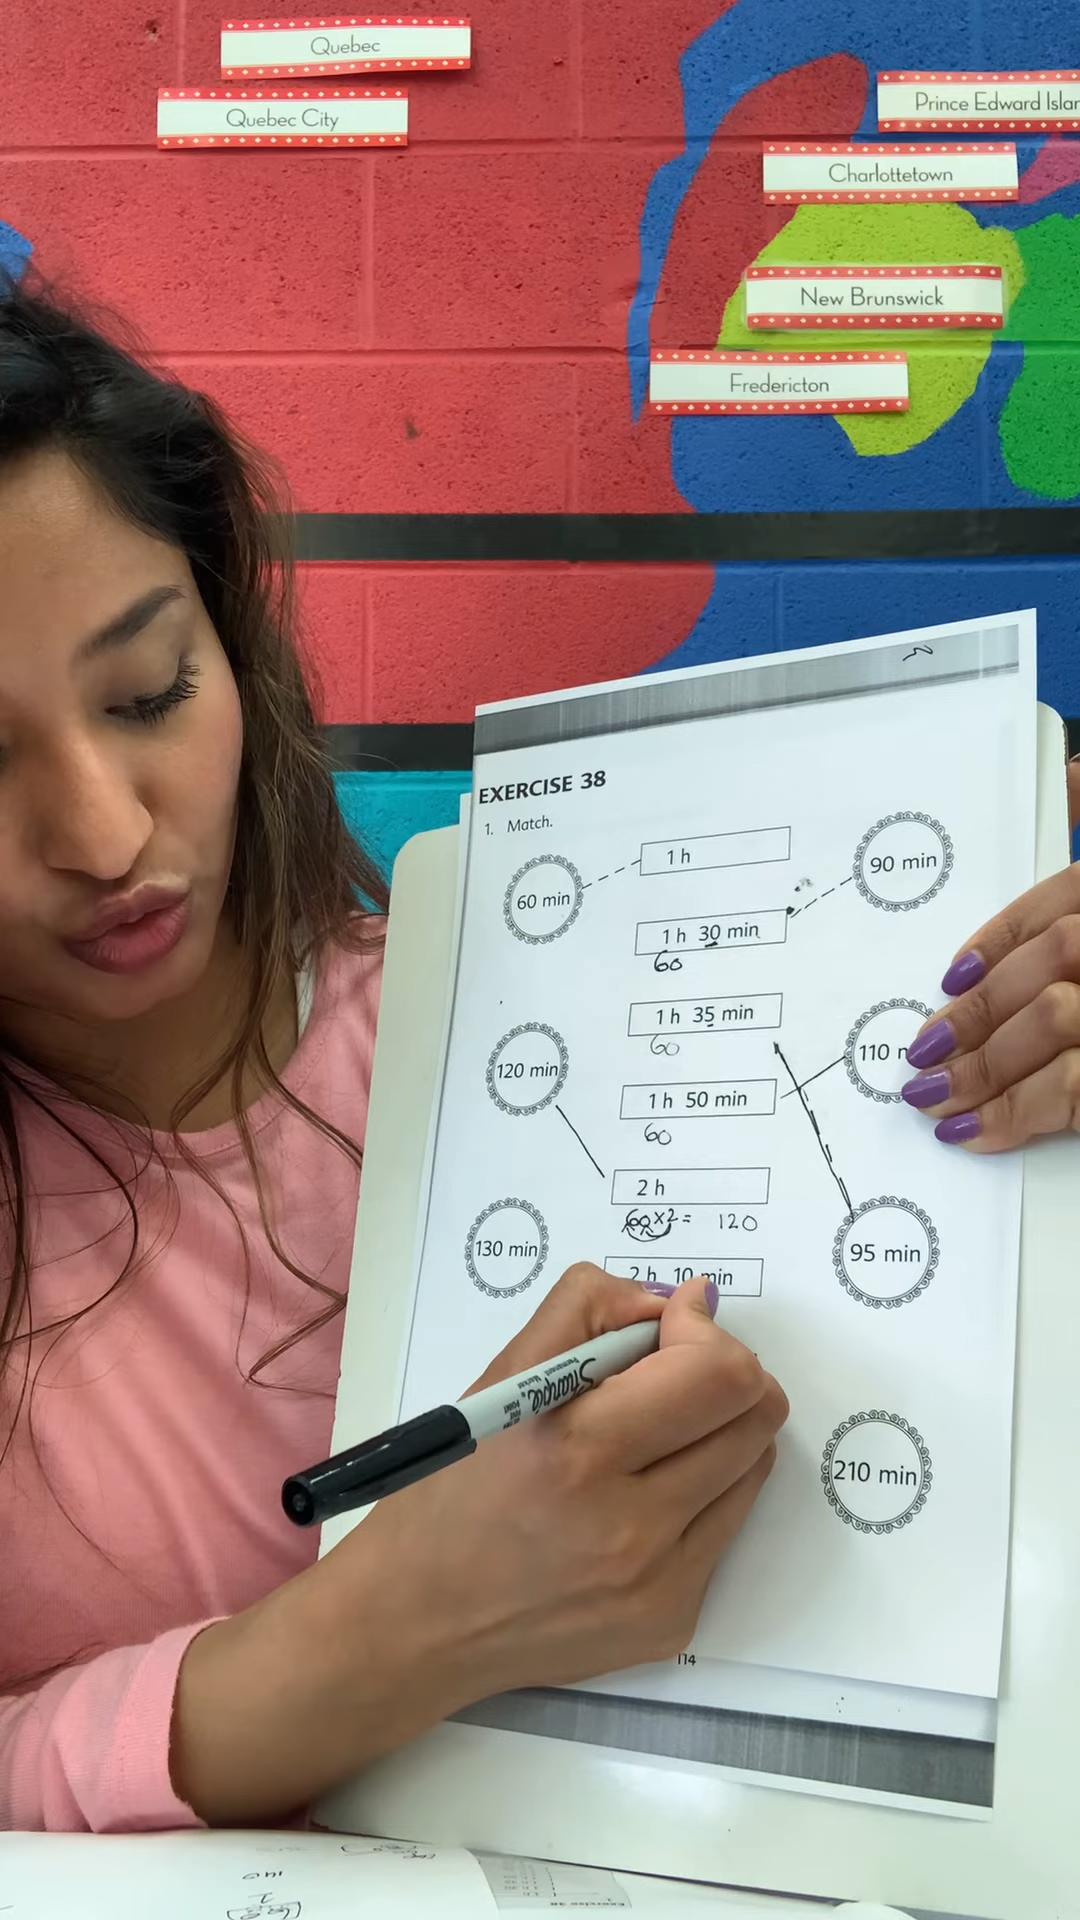 Quebec
Quebec City
Prince Edward Islan
Charlottetown
New Brunswick
Fredericton
EXERCISE 38
1. Match.
1 h
90 min
60 min
1 h 30 min
60
1 h 35 min
60
120 min
110 m
1 h 50 min
60
2 h
60x2= 120
130 min
95 min
2 h 10 min
Sharpie
210 min
114
140